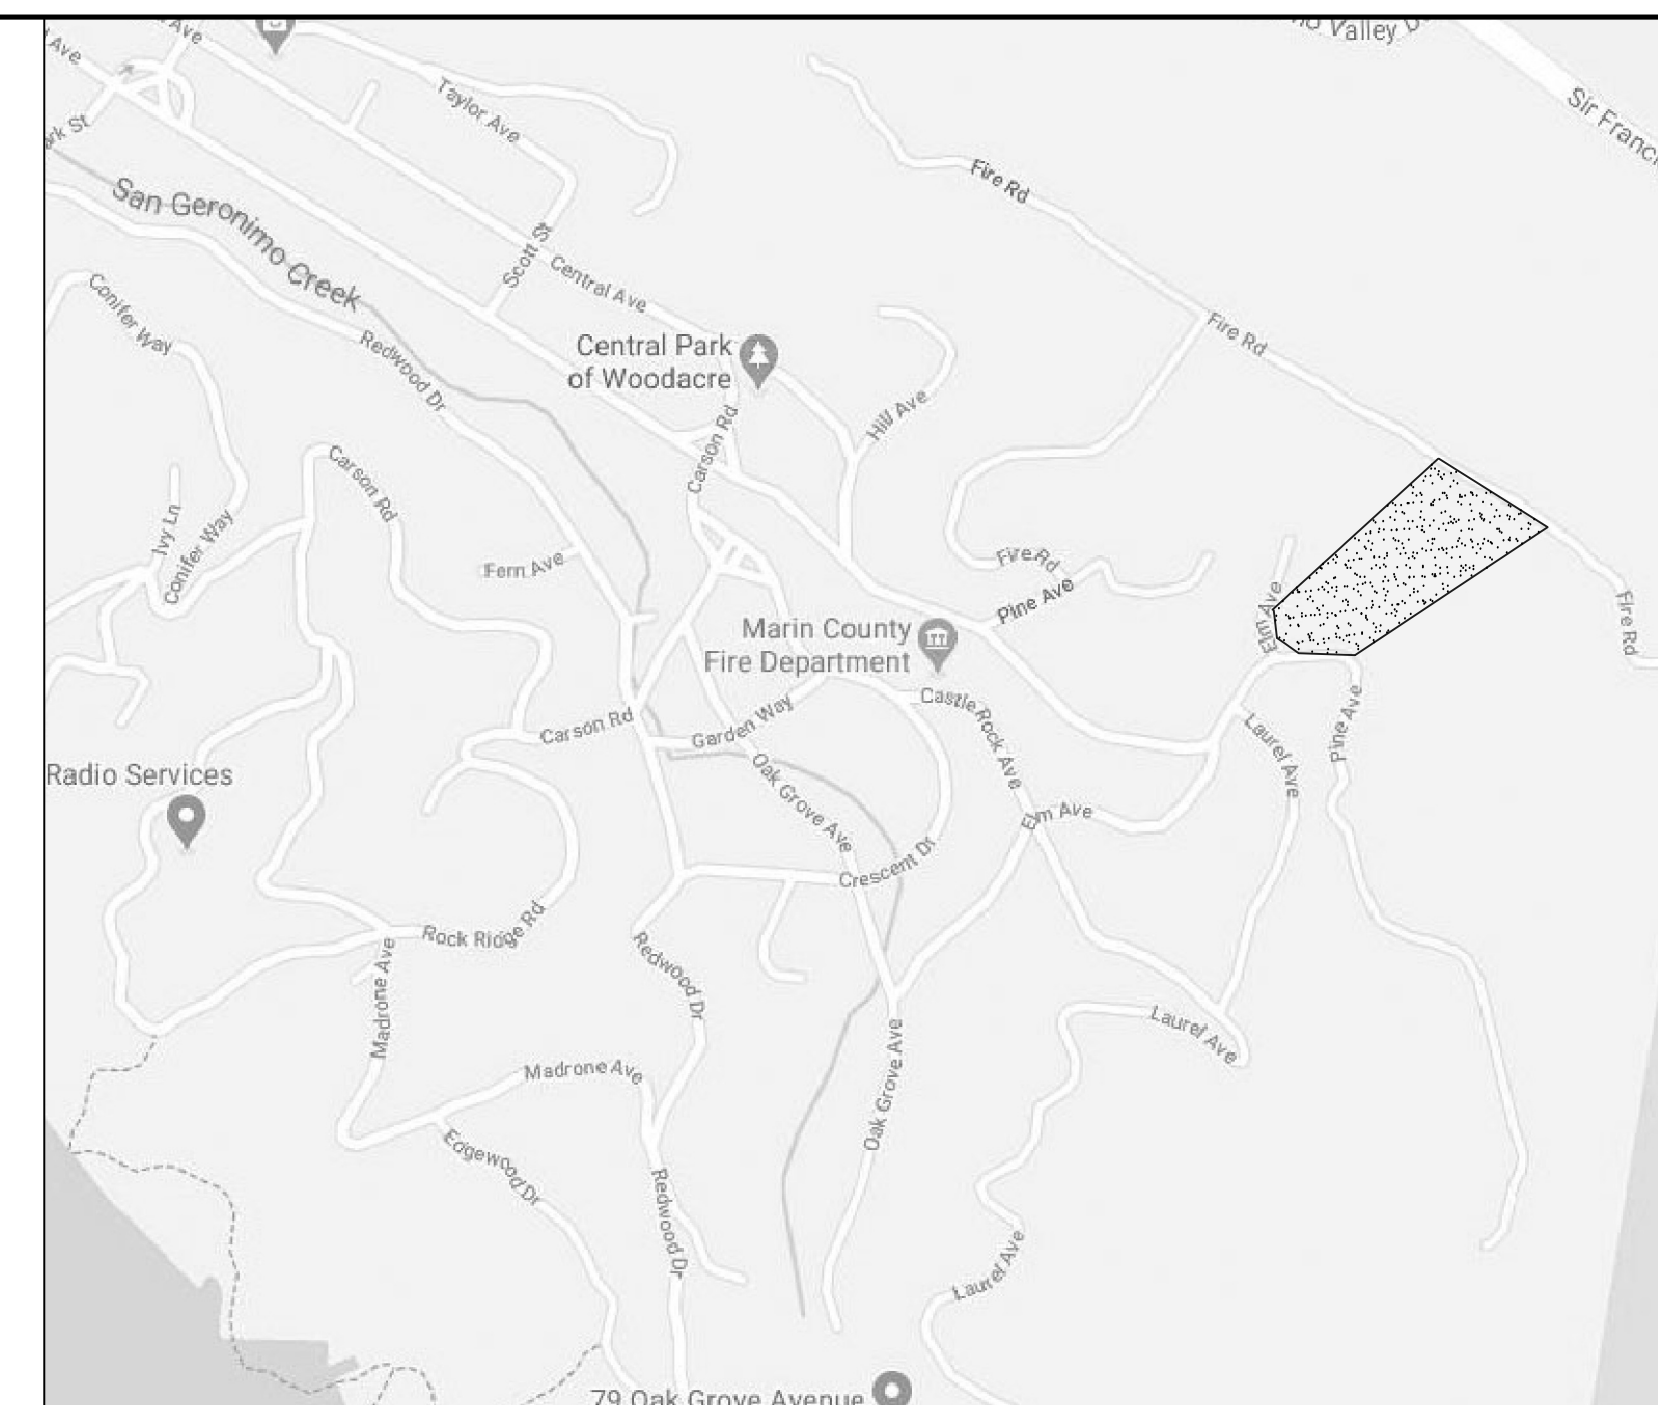 Ave
Ave
Valley
Sir Franci
Taylor Ave
St
Fire Rd
San Geronimo Creek
Scott St
Central Ave
Conifer Way
Redwood Dr
Fire Rd
Central Park
of Woodacre
Hill Ave
Carson Rd
Carson Rd
Ivy Ln
Conifer Way
Fern Ave
Fire Rd
Pine Ave
Elm Ave
Fire Rd
Marin County
Fire Department
Castle Rock Ave
Carson Rd
Garden Way
Pine Ave
Laurel Ave
Radio Services
Oak Grove Ave
Elm Ave
Crescent Dr
Rock Ridge Rd
Madrone Ave
Redwood Dr
Laurel Ave
Oak Grove Ave
Madrone Ave
Edgewood Dr
Redwood Dr
Laurel Ave
79 Oak Grove Avenue